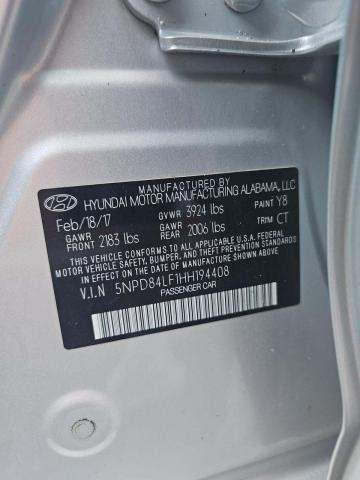 MANUFACTURED BY
HYUNDAI MOTOR MANUFACTURING ALABAMA, LLC
Feb/18/17 GVWR 3924 lbs PAINT Y8
GAWR FRONT 2183 lbs GAWR REAR 2006 lbs TRIM CT
THIS VEHICLE CONFORMS TO ALL APPLICABLE U.S.A. FEDERAL
MOTOR VEHICLE SAFETY, BUMPER, AND THEFT PREVENTION
STANDARDS IN EFFECT ON THE DATE OF MANUFACTURE
SHOWN ABOVE.
V.I.N 5NPD84LF1HH194408
PASSENGER CAR